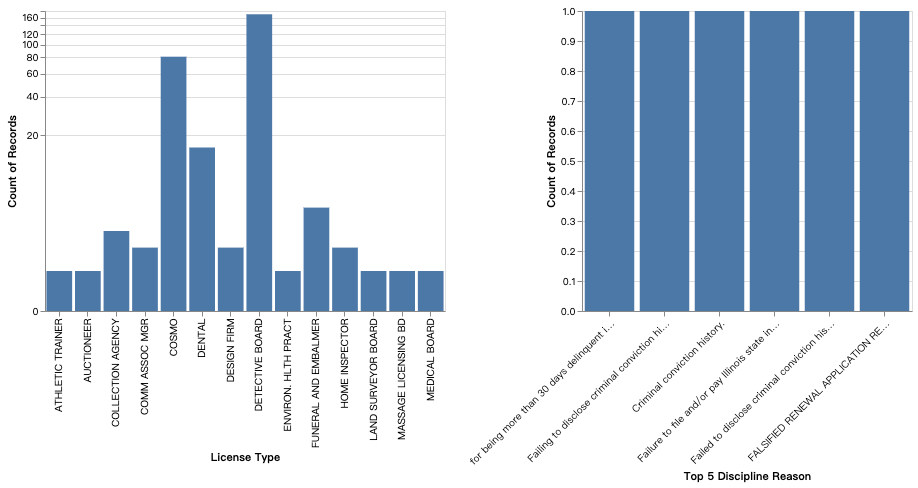 160
120
100
80
60
40
20
0
Count of Records
ATHLETIC TRAINER
AUCTIONEER
COLLECTION AGENCY
COMM ASSOC MGR
COSMO
DENTAL
DESIGN FIRM
DETECTIVE BOARD
ENVIRON. HLTH PRACT
FUNERAL AND EMBALMER
HOME INSPECTOR
LAND SURVEYOR BOARD
MASSAGE LICENSING BD
MEDICAL BOARD
License Type
1.0
0.9
0.8
0.7
0.6
0.5
0.4
0.3
0.2
0.1
0.0
Count of Records
for being more than 30 days delinquent i…
Failing to disclose criminal conviction hi…
Criminal conviction history.
Failure to file and/or pay Illinois state in…
Failed to disclose criminal conviction his…
FALSIFIED RENEWAL APPLICATION RE…
Top 5 Discipline Reason